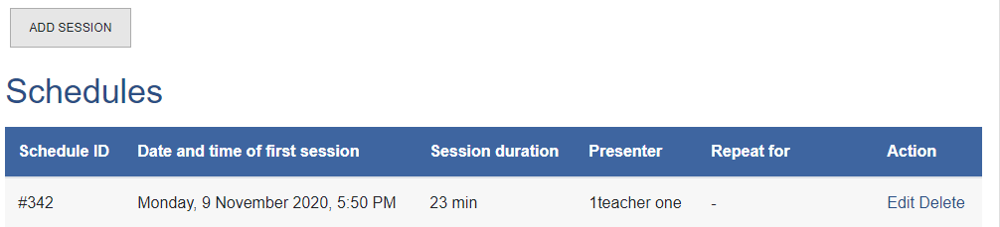 ADD SESSION
Schedules
Schedule ID Date and time of first session Session duration Presenter Repeat for Action
#342 Monday, 9 November 2020, 5:50 PM 23 min 1teacher one - Edit Delete